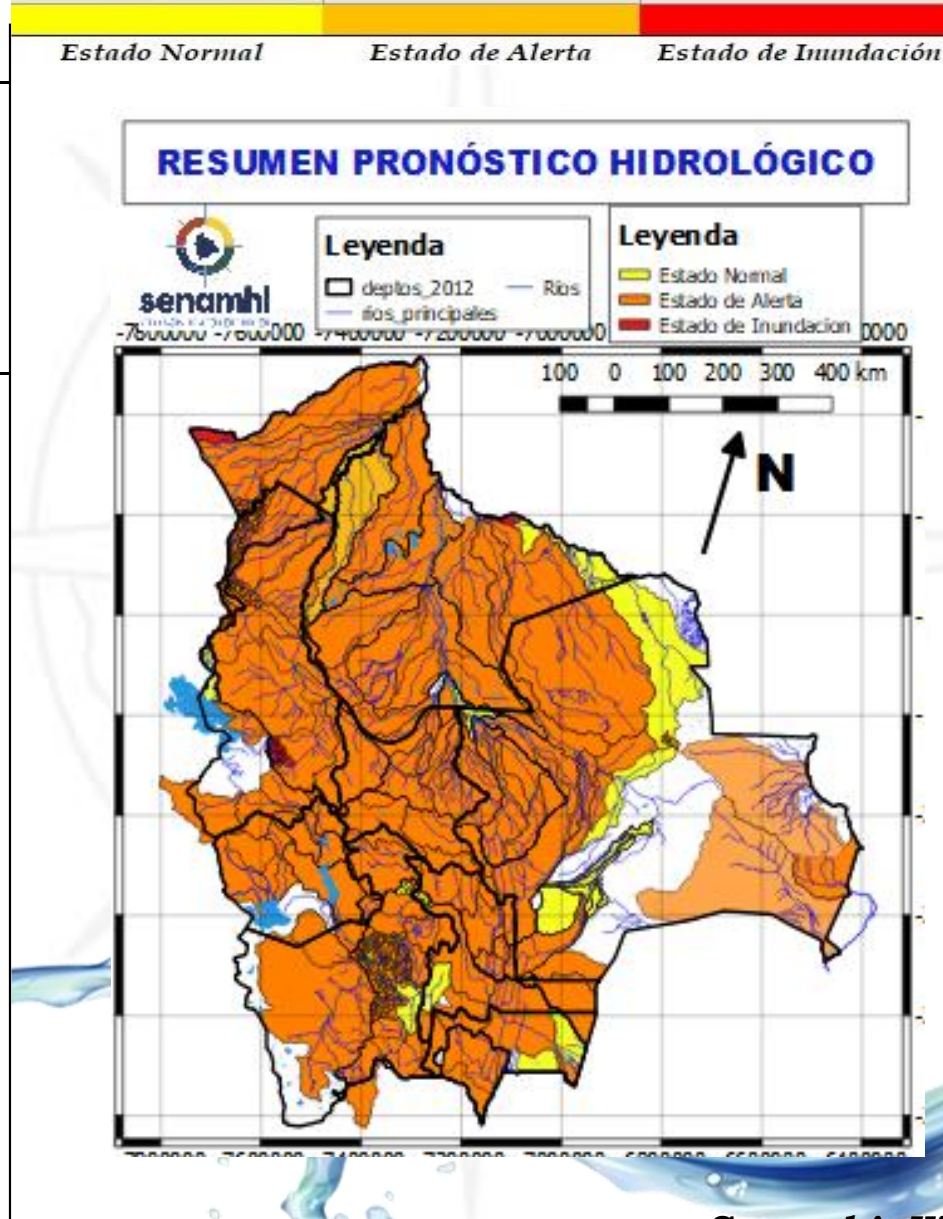 Estado Normal Estado de Alerta Estado de Inundación
RESUMEN PRONÓSTICO HIDROLÓGICO
senamhi
Leyenda
deptos_2012 Ríos
rios_principales
Leyenda
Estado Normal
Estado de Alerta
Estado de Inundacion
-7800000 -7600000 -7400000 -7200000 -7000000
100 0 100 200 300 400 km
N